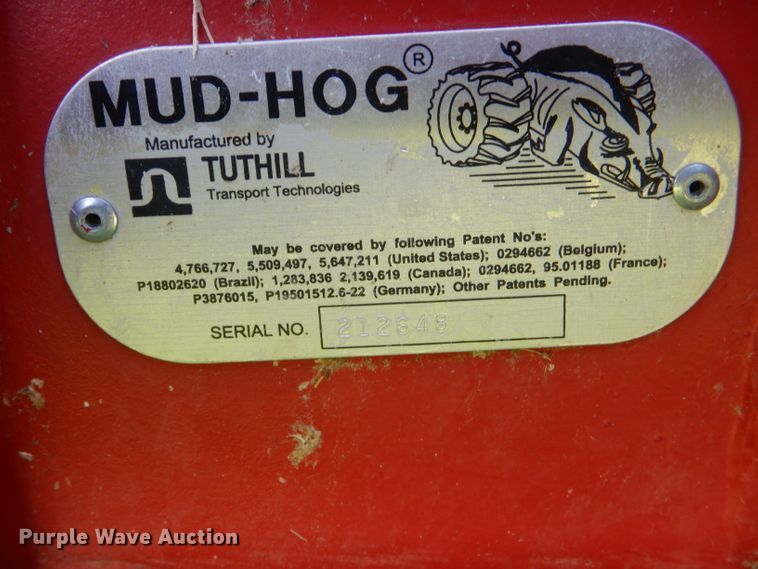 MUD-HOG®
Manufactured by
TUTHILL
Transport Technologies
May be covered by following Patent No's:
4,766,727, 5,509,497, 5,647,211 (United States); 0294662 (Belgium);
P18802620 (Brazil); 1,283,836 2,139,619 (Canada); 0294662, 95.01188 (France);
P3876015, P19501512.6-22 (Germany); Other Patents Pending.
SERIAL NO. 212648
Purple Wave Auction